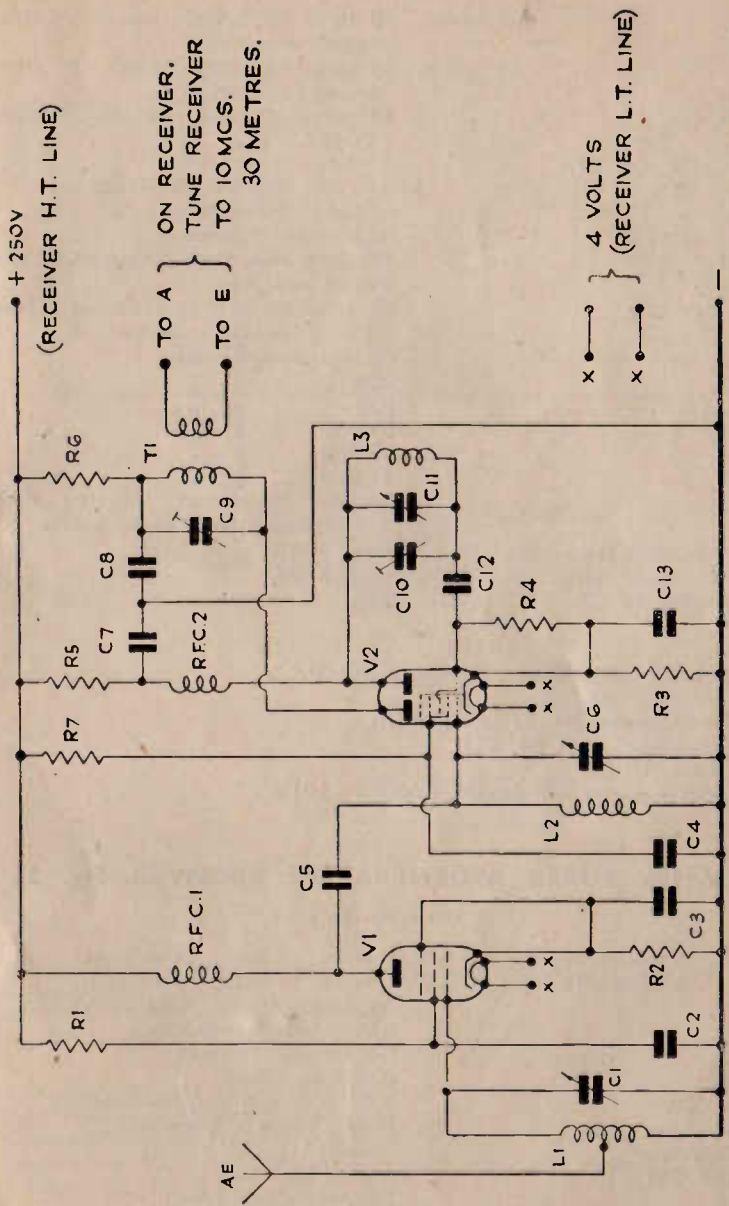 + 250V
(RECEIVER H.T. LINE)
R1
R.F.C.1
R7
R5
R6
C7
C8
R.F.C.2
C9
T1
TO A
TO E
ON RECEIVER.
TUNE RECEIVER
TO 10 MCS.
30 METRES.
AE
L1
C1
C2
V1
x
x
R2
C3
C4
C5
L2
C6
V2
x
x
R3
C13
R4
C12
C10
C11
L3
x
x
4 VOLTS
(RECEIVER L.T. LINE)
–